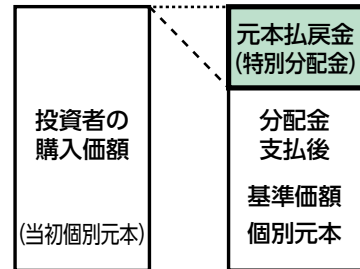 投資者の
購入価額
(当初個別元本)
元本払戻金
(特別分配金)
分配金
支払後
基準価額
個別元本